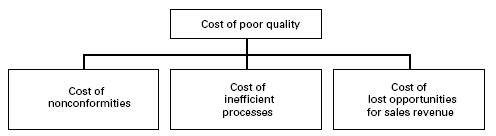 Cost of poor quality
Cost of
nonconformities
Cost of
inefficient
processes
Cost of
lost opportunities
for sales revenue